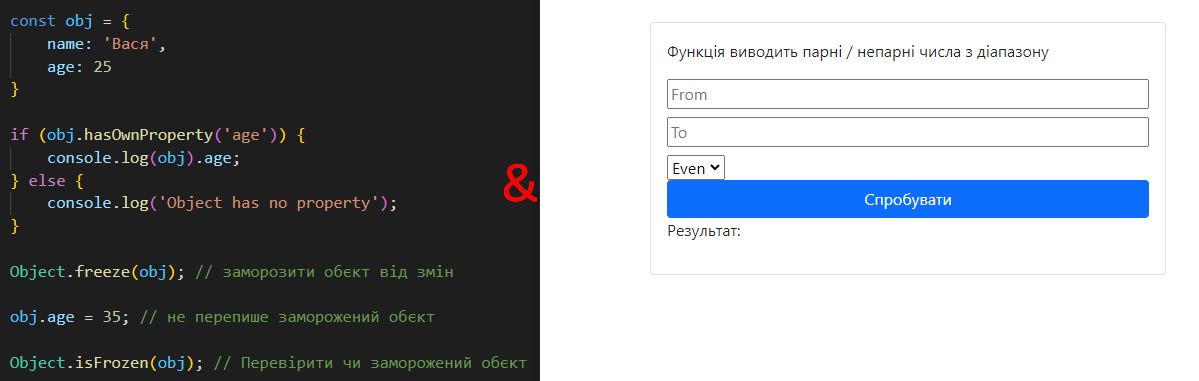 const obj = {
    name: 'Вася',
    age: 25
}
if (obj.hasOwnProperty('age')) {
    console.log(obj).age;
} else {
    console.log('Object has no property');
}
Object.freeze(obj); // заморозити обєкт від змін
obj.age = 35; // не перепише заморожений обєкт
Object.isFrozen(obj); // Перевірити чи заморожений обєкт
&
Функція виводить парні / непарні числа з діапазону
From
To
Even
Спробувати
Результат: